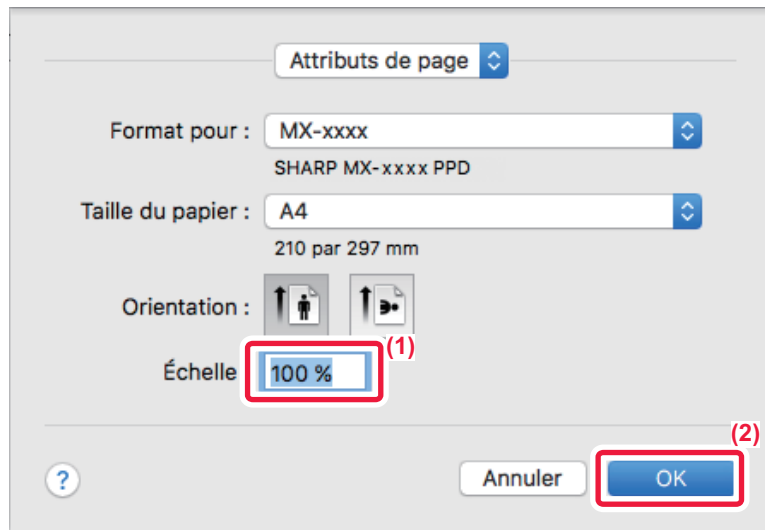 Attributs de page
Format pour : MX-xxxx
SHARP MX-xxxx PPD
Taille du papier : A4
210 par 297 mm
Orientation :
(1)
Échelle 100 %
(2)
? Annuler OK